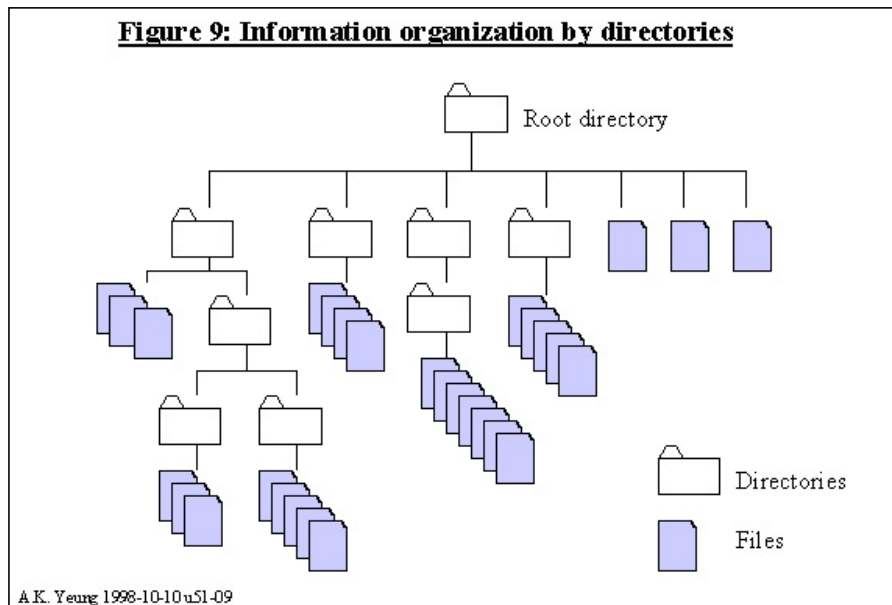 Figure 9: Information organization by directories
Root directory
Directories
Files
A.K. Yeung 1998-10-10 u51-09